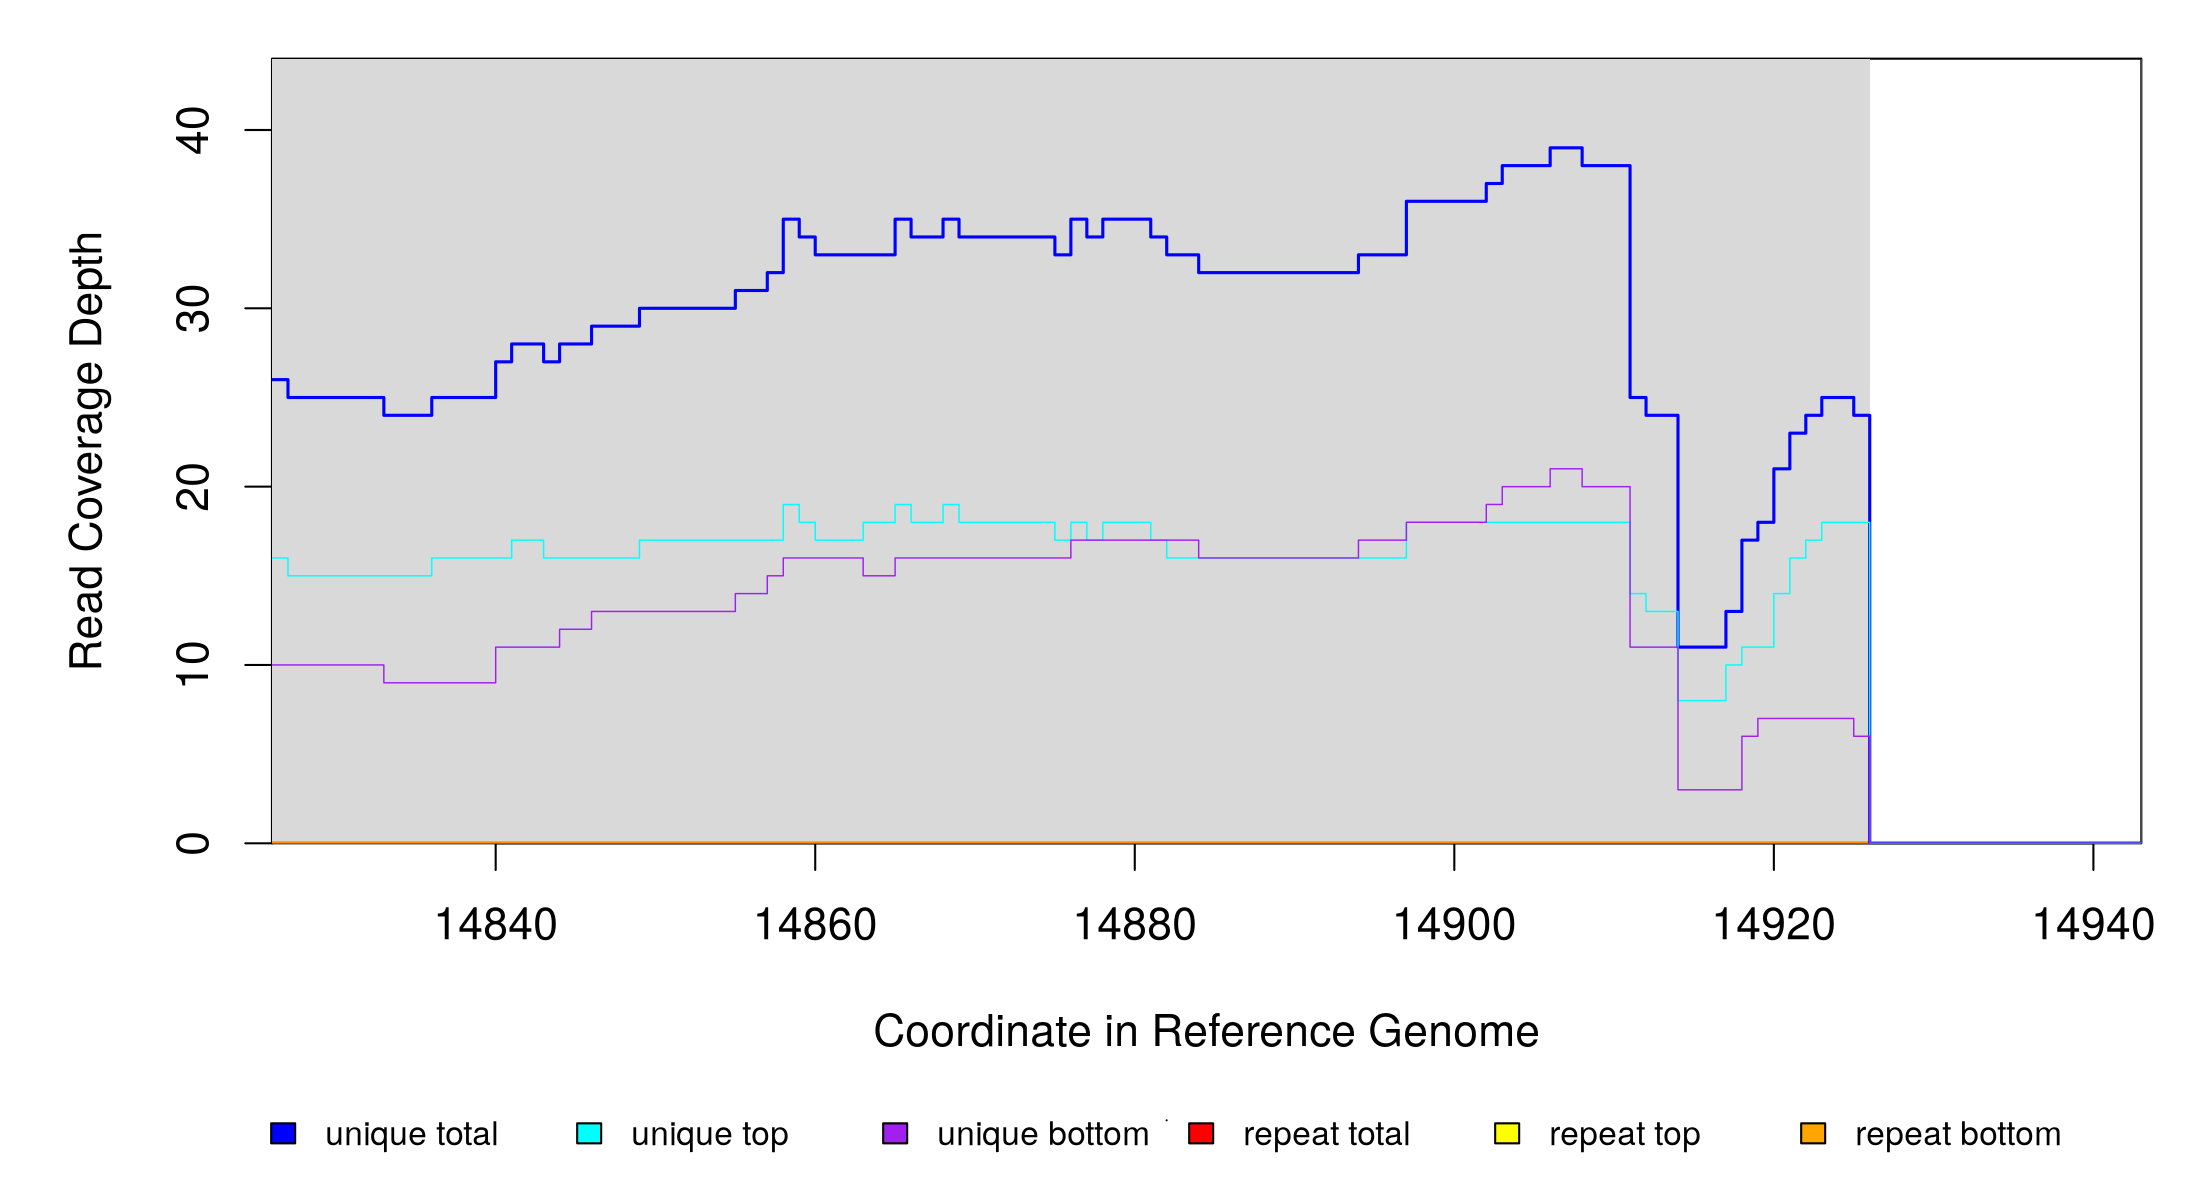 Read Coverage Depth
40
30
20
10
0
14840 14860 14880 14900 14920 14940
Coordinate in Reference Genome
unique total unique top unique bottom repeat total repeat top repeat bottom